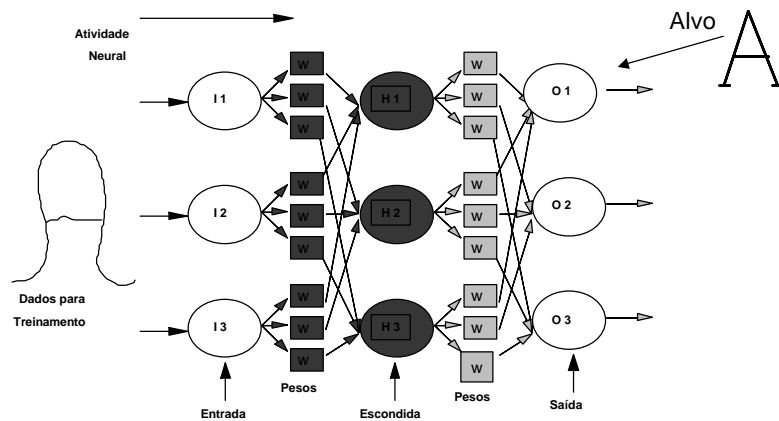 Atividade
Neural
Alvo
A
I 1
W
W
W
H 1
W
W
W
O 1
I 2
W
W
W
H 2
W
W
W
O 2
I 3
W
W
W
H 3
W
W
W
O 3
Dados para
Treinamento
Entrada
Pesos
Escondida
Pesos
Saída